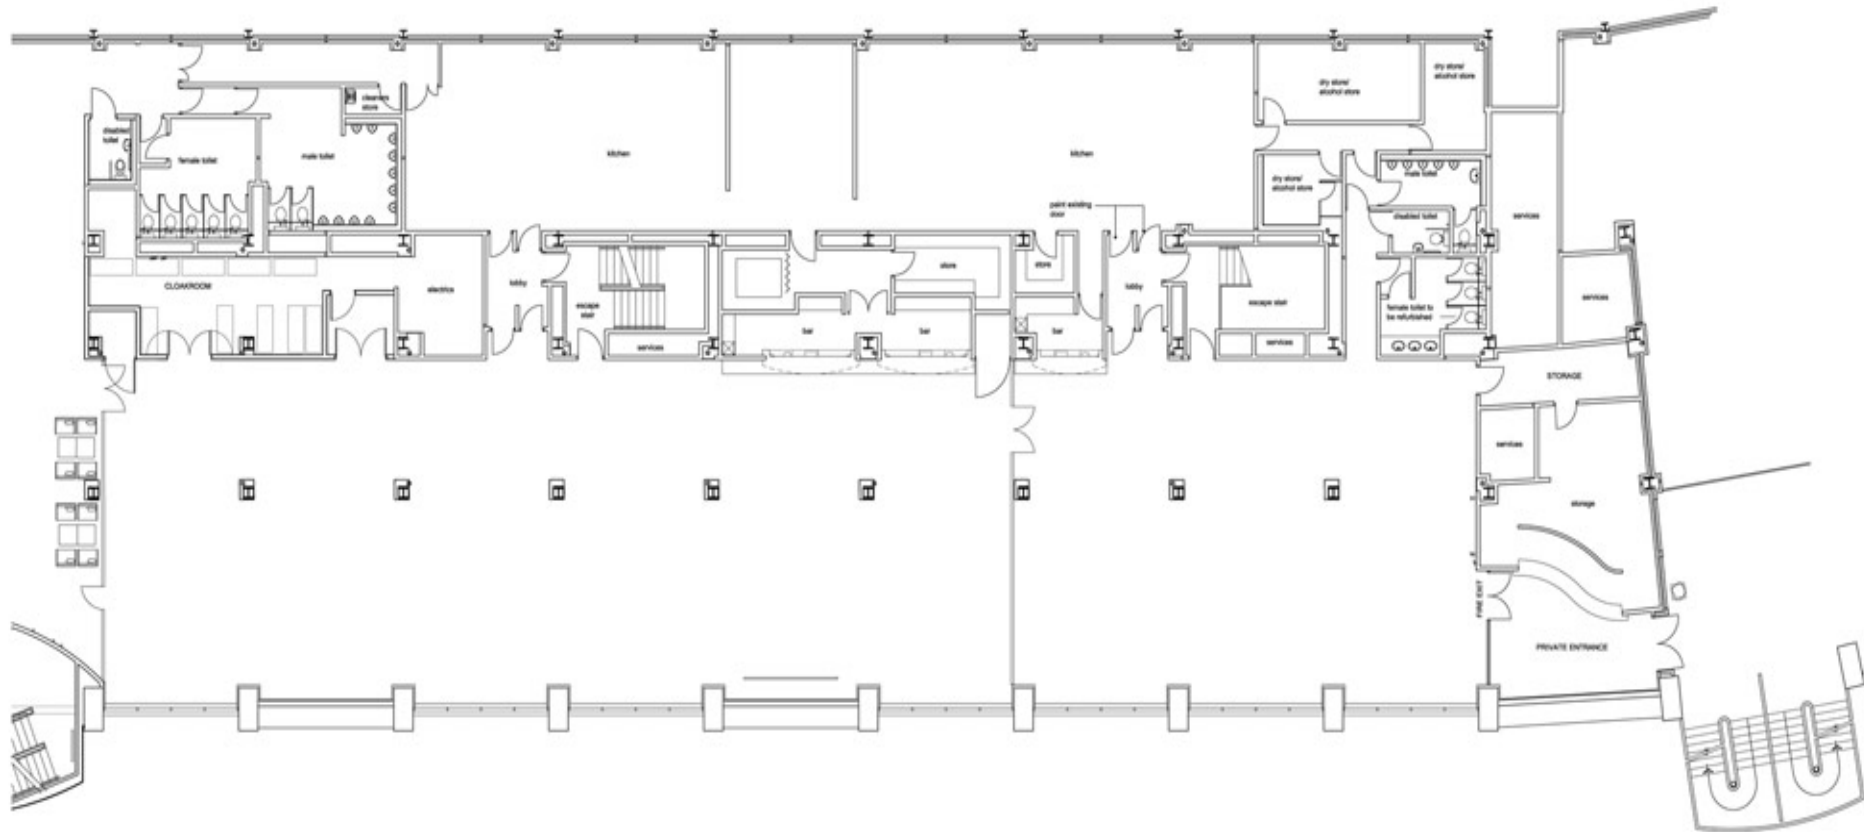 dry store/
alcohol store
dry store/
alcohol store
cleaners
store
disabled
toilet
female toilet
male toilet
kitchen
kitchen
dry store/
alcohol store
male toilet
paint existing
door
disabled toilet
services
CLOAKROOM
electrics
lobby
escape
stair
services
store
store
bar
bar
bar
lobby
escape stair
services
female toilet to
be refurbished
services
STORAGE
services
storage
FIRE EXIT
PRIVATE ENTRANCE